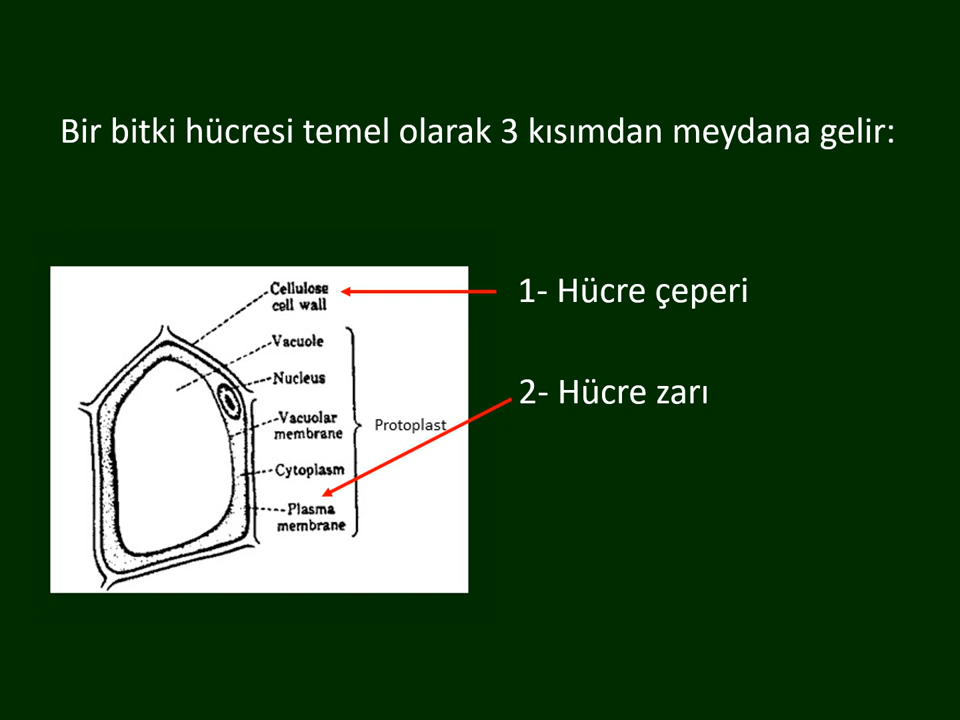 Bir bitki hücresi temel olarak 3 kısımdan meydana gelir:
Cellulose
cell wall
1- Hücre çeperi
Vacuole
Nucleus
2- Hücre zarı
Vacuolar
membrane
Protoplast
Cytoplasm
Plasma
membrane